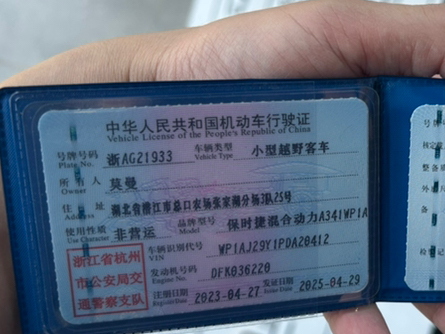 中华人民共和国机动车行驶证
Vehicle License of the People's Republic of China
号牌号码 浙AG21933 车辆类型 小型越野客车
Plate No. Vehicle Type
所有人 莫曼
Owner
住址 湖北省潜江市总口农场张家湖分场3队25号
Address
使用性质 非营运 品牌型号 保时捷混合动力A341WP1A
Use Character Model
浙江省杭州
市公安局交
通警察支队
车辆识别代号 WP1AJ29Y1PDA20412
VIN
发动机号码 DFK036220
Engine No.
注册日期 2023-04-27 发证日期 2025-04-29
Register Date Issue Date